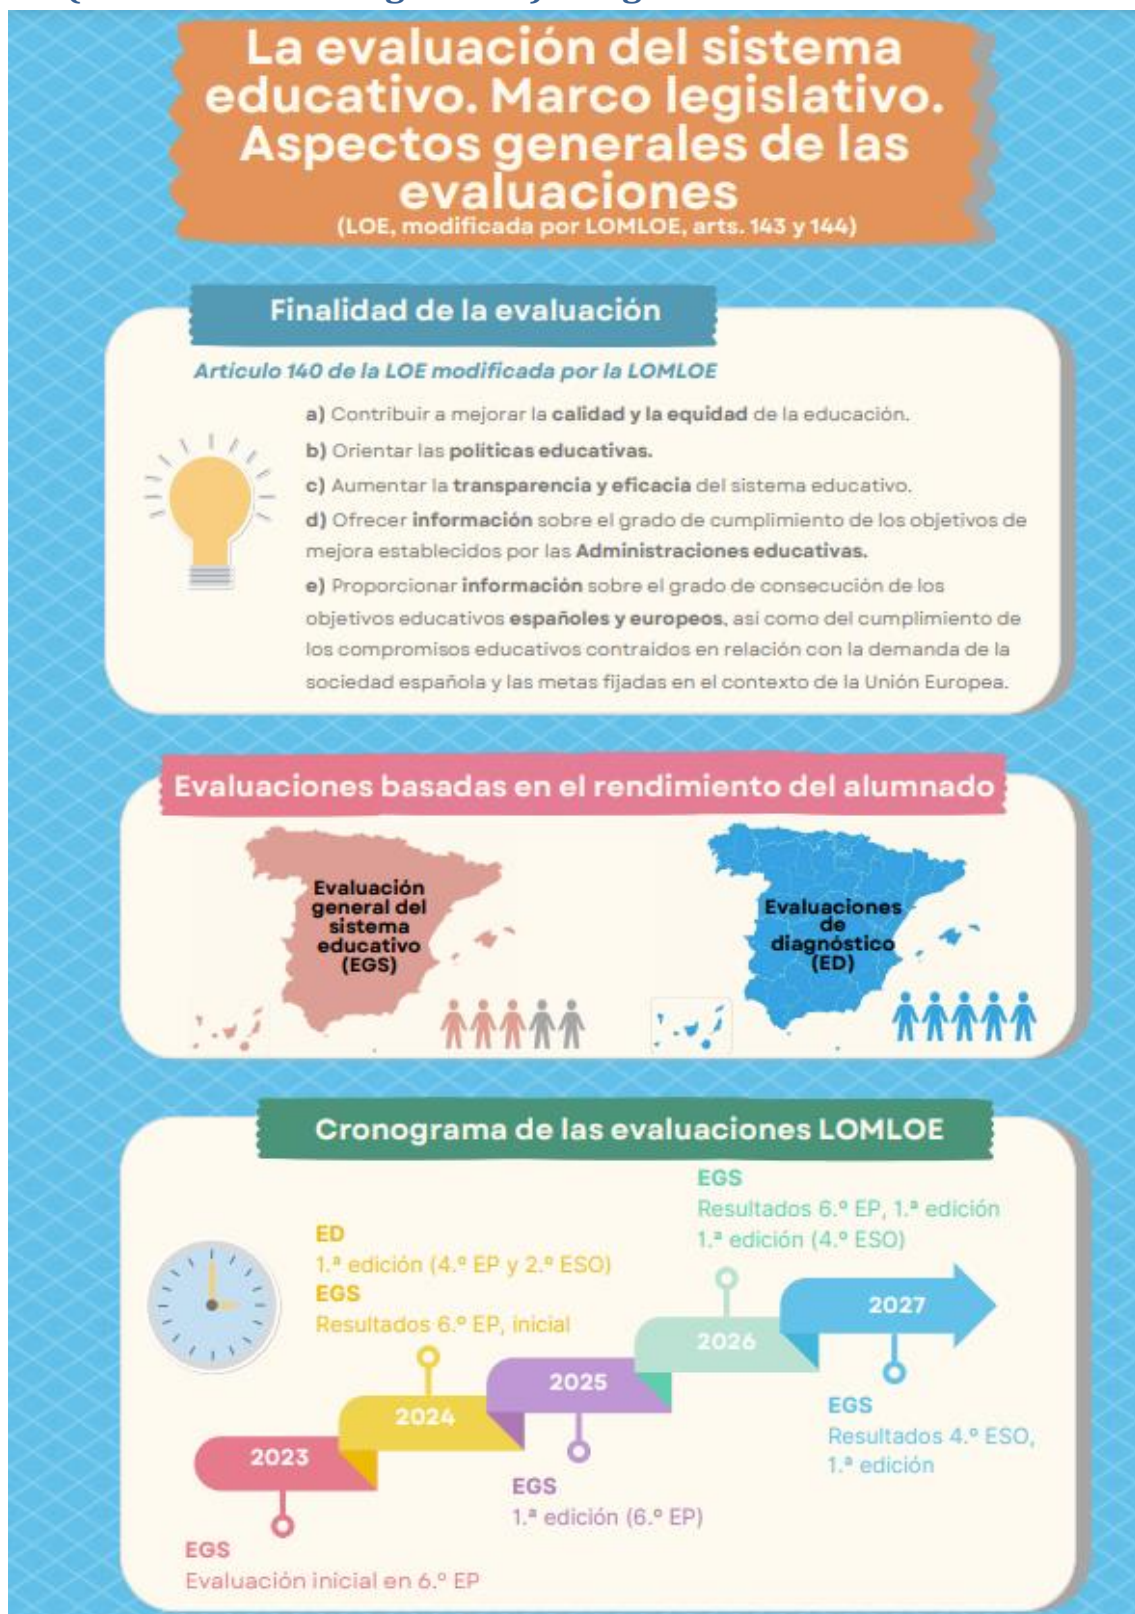 La evaluación del sistema
educativo. Marco legislativo.
Aspectos generales de las
evaluaciones
(LOE, modificada por LOMLOE, arts. 143 y 144)
Finalidad de la evaluación
Artículo 140 de la LOE modificada por la LOMLOE
a) Contribuir a mejorar la calidad y la equidad de la educación.
b) Orientar las políticas educativas.
c) Aumentar la transparencia y eficacia del sistema educativo.
d) Ofrecer información sobre el grado de cumplimiento de los objetivos de
mejora establecidos por las Administraciones educativas.
e) Proporcionar información sobre el grado de consecución de los
objetivos educativos españoles y europeos, así como del cumplimiento de
los compromisos educativos contraidos en relación con la demanda de la
sociedad española y las metas fijadas en el contexto de la Unión Europea.
Evaluaciones basadas en el rendimiento del alumnado
Evaluación
general del
sistema
educativo
(EGS)
Evaluaciones
de
diagnóstico
(ED)
Cronograma de las evaluaciones LOMLOE
2023
EGS
Evaluación inicial en 6.º EP
ED
1.ª edición (4.º EP y 2.º ESO)
EGS
Resultados 6.º EP, inicial
2024
2025
EGS
1.ª edición (6.º EP)
EGS
Resultados 6.º EP, 1.ª edición
1.ª edición (4.º ESO)
2026
2027
EGS
Resultados 4.º ESO,
1.ª edición